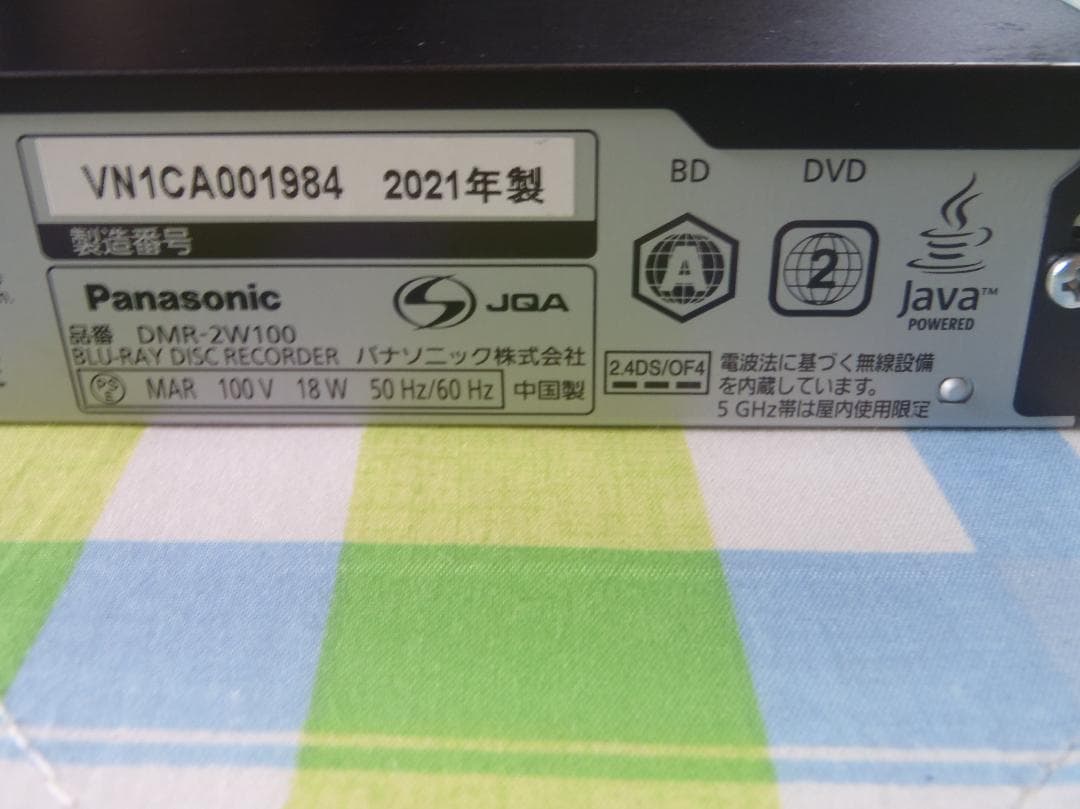 VN1CA001984 2021年製
製造番号
Panasonic JQA
品番 DMR-2W100
BLU-RAY DISC RECORDER パナソニック株式会社
PSE MAR 100 V 18 W 50 Hz/60 Hz 中国製
BD DVD
A 2
Java™
POWERED
2.4DS/OF4
電波法に基づく無線設備
を内蔵しています。
5 GHz帯は屋内使用限定